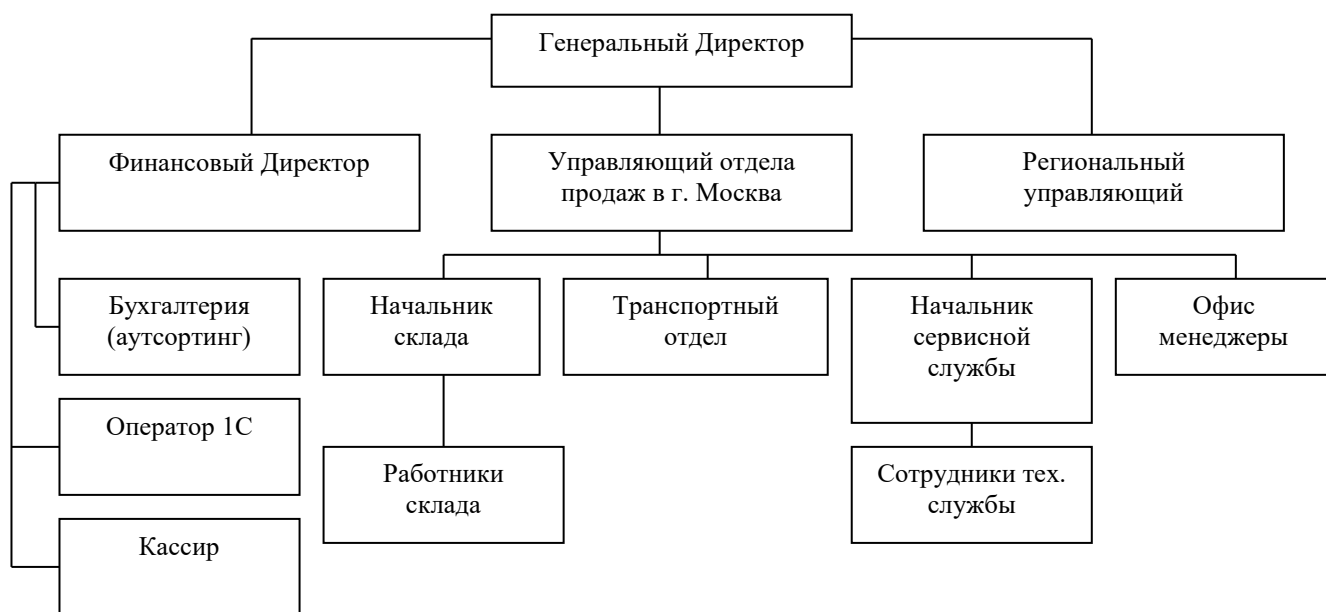 Генеральный Директор
Финансовый Директор
Управляющий отдела
продаж в г. Москва
Региональный
управляющий
Бухгалтерия
(аутсортинг)
Начальник
склада
Транспортный
отдел
Начальник
сервисной
службы
Офис
менеджеры
Оператор 1С
Работники
склада
Сотрудники тех.
службы
Кассир